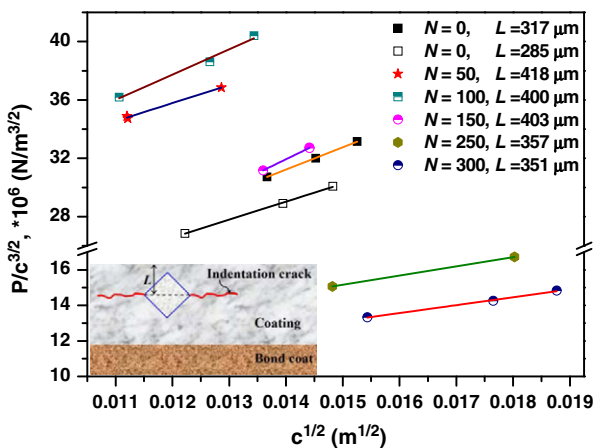 P/c^3/2, *10^6 (N/m^3/2)
40
36
32
28
16
14
12
10
N = 0, L = 317 μm
N = 0, L = 285 μm
N = 50, L = 418 μm
N = 100, L = 400 μm
N = 150, L = 403 μm
N = 250, L = 357 μm
N = 300, L = 351 μm
L
Indentation crack
Coating
Bond coat
0.011 0.012 0.013 0.014 0.015 0.016 0.017 0.018 0.019
c^1/2 (m^1/2)